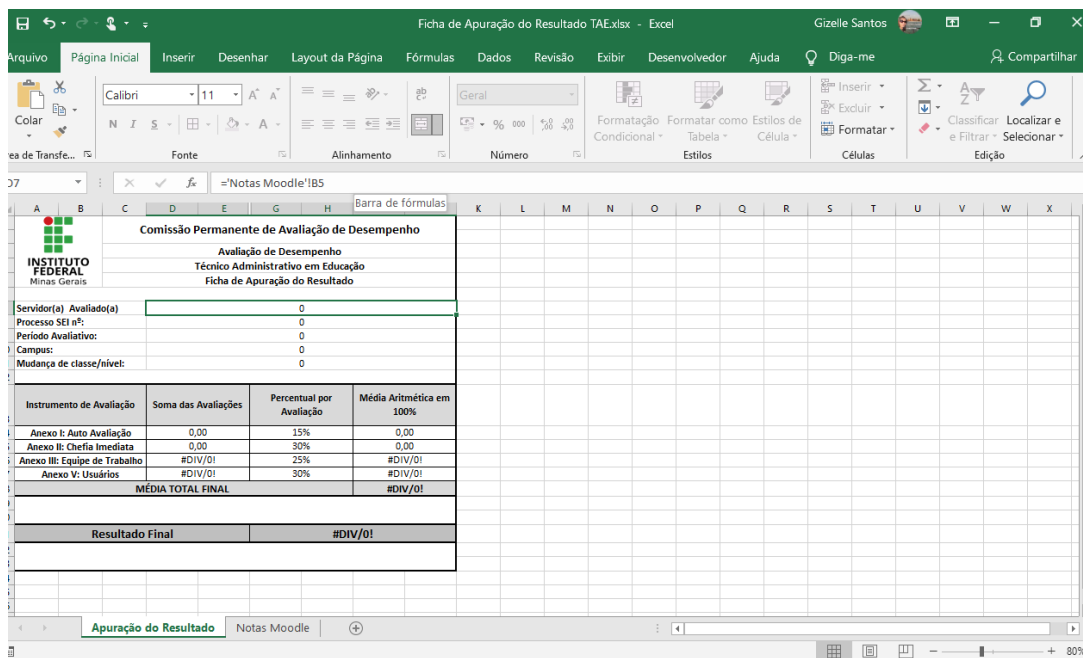 Ficha de Apuração do Resultado TAE.xlsx - Excel
Gizelle Santos
Arquivo Página Inicial Inserir Desenhar Layout da Página Fórmulas Dados Revisão Exibir Desenvolvedor Ajuda Diga-me Compartilhar
Colar
Calibri 11
N I S
Geral
% 000
Formatação Condicional
Formatar como Tabela
Estilos de Célula
Inserir
Excluir
Formatar
Classificar e Filtrar
Localizar e Selecionar
Fonte Alinhamento Número Estilos Células Edição
='Notas Moodle'!B5
Barra de fórmulas
A B C D E G H K L M N O P Q R S T U V W X
INSTITUTO
FEDERAL
Minas Gerais
Comissão Permanente de Avaliação de Desempenho
Avaliação de Desempenho
Técnico Administrativo em Educação
Ficha de Apuração do Resultado
Servidor(a) Avaliado(a) 0
Processo SEI nº: 0
Período Avaliativo: 0
Campus: 0
Mudança de classe/nível: 0
Instrumento de Avaliação Soma das Avaliações Percentual por Avaliação Média Aritmética em 100%
Anexo I: Auto Avaliação 0,00 15% 0,00
Anexo II: Chefia Imediata 0,00 30% 0,00
Anexo III: Equipe de Trabalho #DIV/0! 25% #DIV/0!
Anexo V: Usuários #DIV/0! 30% #DIV/0!
MÉDIA TOTAL FINAL #DIV/0!
Resultado Final #DIV/0!
Apuração do Resultado Notas Moodle
80%